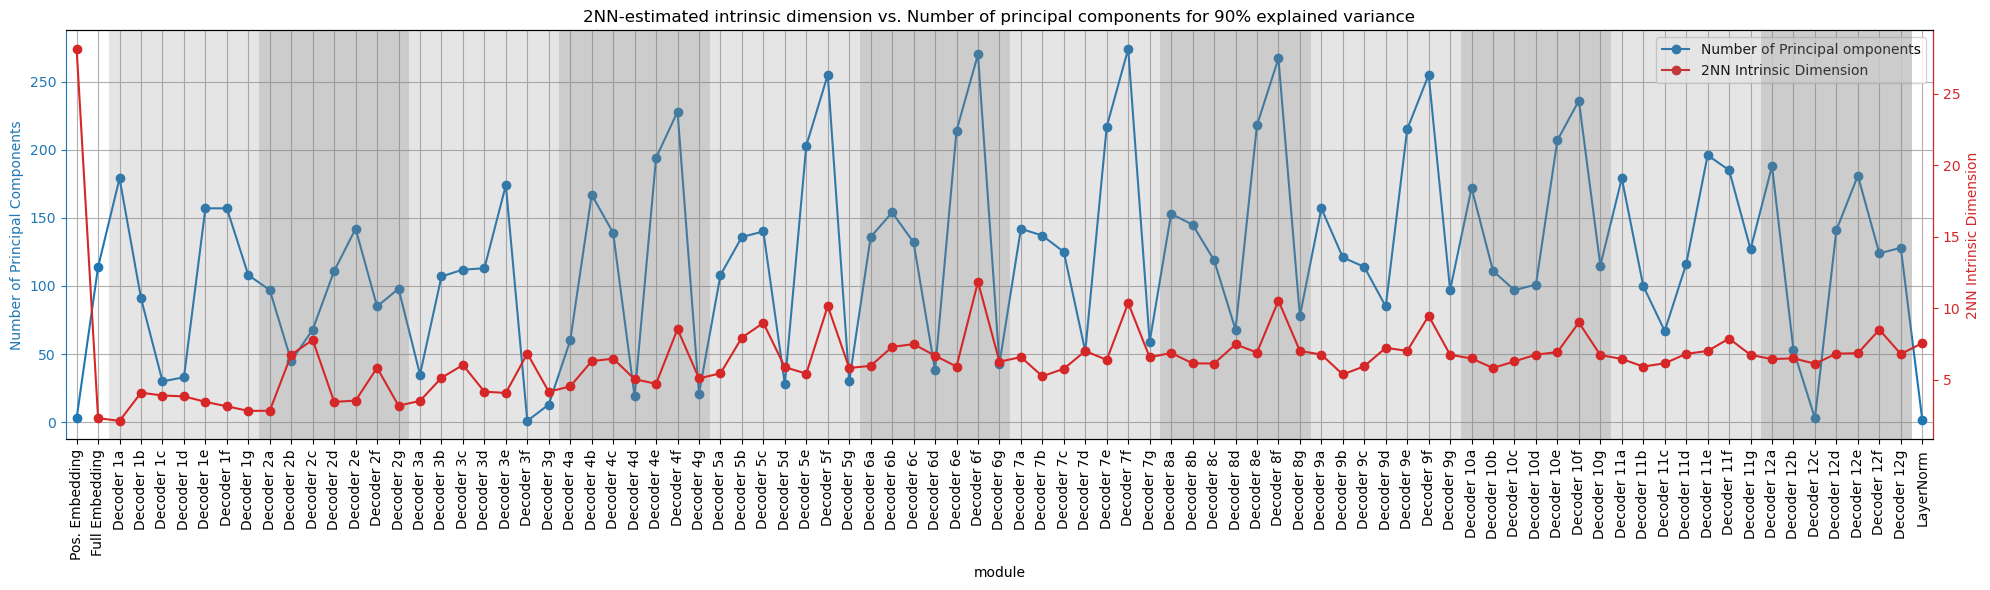 2NN-estimated intrinsic dimension vs. Number of principal components for 90% explained variance
Number of Principal omponents
2NN Intrinsic Dimension
Number of Principal Components
250
200
150
100
50
0
25
20
15
10
5
2NN Intrinsic Dimension
Pos. Embedding
Full Embedding
Decoder 1a
Decoder 1b
Decoder 1c
Decoder 1d
Decoder 1e
Decoder 1f
Decoder 1g
Decoder 2a
Decoder 2b
Decoder 2c
Decoder 2d
Decoder 2e
Decoder 2f
Decoder 2g
Decoder 3a
Decoder 3b
Decoder 3c
Decoder 3d
Decoder 3e
Decoder 3f
Decoder 3g
Decoder 4a
Decoder 4b
Decoder 4c
Decoder 4d
Decoder 4e
Decoder 4f
Decoder 4g
Decoder 5a
Decoder 5b
Decoder 5c
Decoder 5d
Decoder 5e
Decoder 5f
Decoder 5g
Decoder 6a
Decoder 6b
Decoder 6c
Decoder 6d
Decoder 6e
Decoder 6f
Decoder 6g
Decoder 7a
Decoder 7b
Decoder 7c
Decoder 7d
Decoder 7e
Decoder 7f
Decoder 7g
Decoder 8a
Decoder 8b
Decoder 8c
Decoder 8d
Decoder 8e
Decoder 8f
Decoder 8g
Decoder 9a
Decoder 9b
Decoder 9c
Decoder 9d
Decoder 9e
Decoder 9f
Decoder 9g
Decoder 10a
Decoder 10b
Decoder 10c
Decoder 10d
Decoder 10e
Decoder 10f
Decoder 10g
Decoder 11a
Decoder 11b
Decoder 11c
Decoder 11d
Decoder 11e
Decoder 11f
Decoder 11g
Decoder 12a
Decoder 12b
Decoder 12c
Decoder 12d
Decoder 12e
Decoder 12f
Decoder 12g
LayerNorm
module